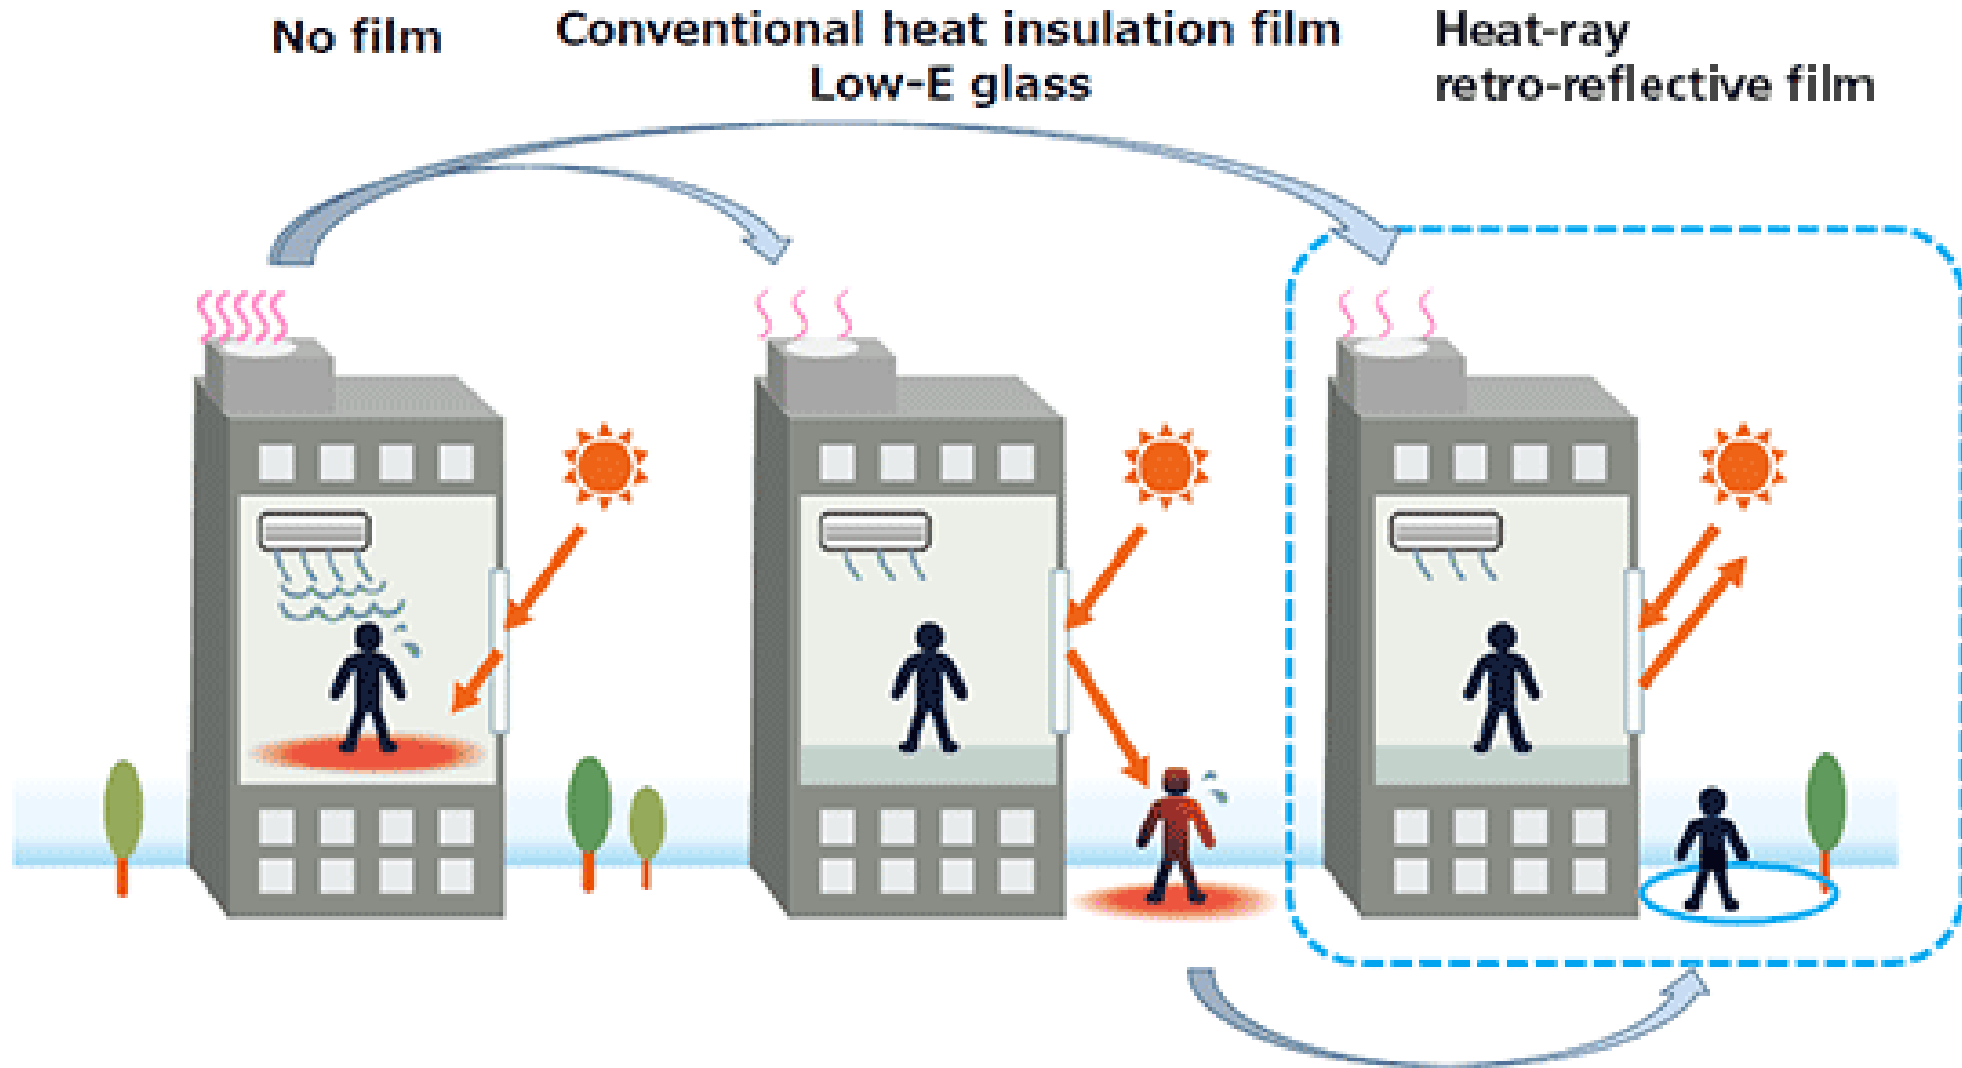 No film
Conventional heat insulation film
Low-E glass
Heat-ray
retro-reflective film